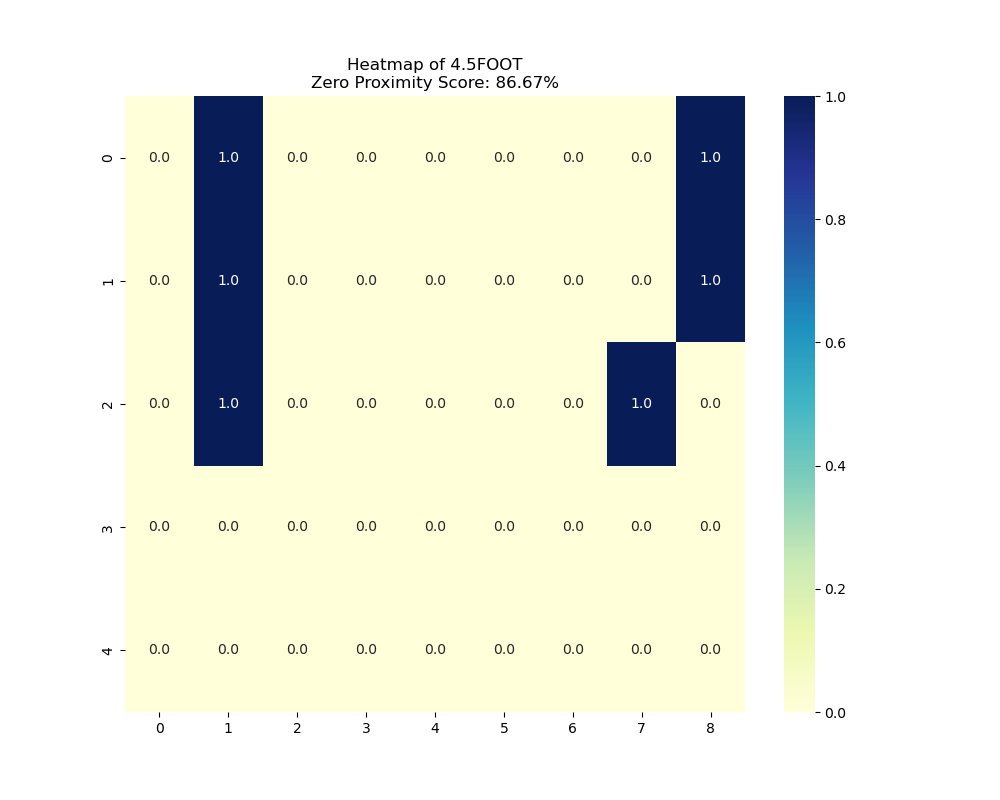 Heatmap of 4.5FOOT
Zero Proximity Score: 86.67%
0 0.0 1.0 0.0 0.0 0.0 0.0 0.0 0.0 1.0
1 0.0 1.0 0.0 0.0 0.0 0.0 0.0 0.0 1.0
2 0.0 1.0 0.0 0.0 0.0 0.0 0.0 1.0 0.0
3 0.0 0.0 0.0 0.0 0.0 0.0 0.0 0.0 0.0
4 0.0 0.0 0.0 0.0 0.0 0.0 0.0 0.0 0.0
0 1 2 3 4 5 6 7 8
1.0
0.8
0.6
0.4
0.2
0.0